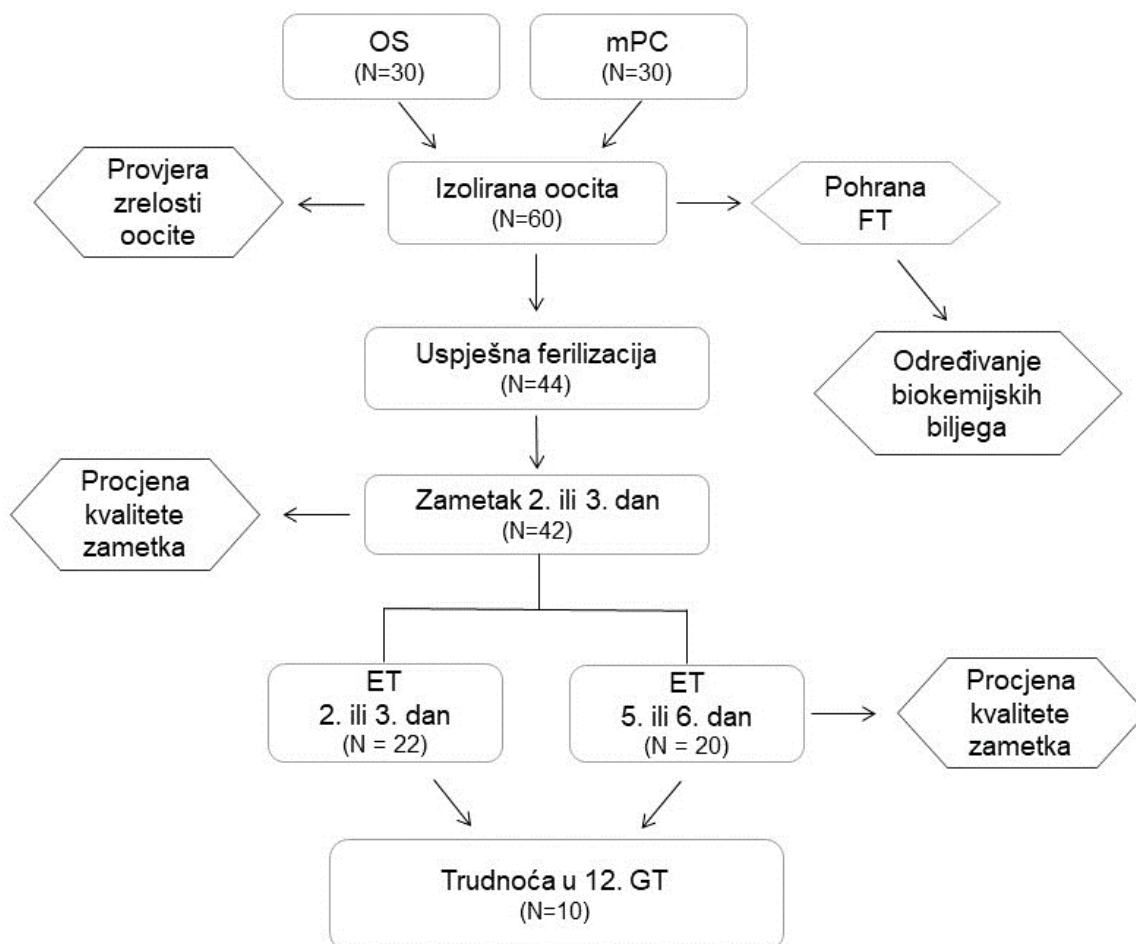 OS
(N=30)
mPC
(N=30)
Provjera
zrelosti
oocite
Izolirana oocita
(N=60)
Pohrana
FT
Uspješna ferilizacija
(N=44)
Određivanje
biokemijskih
biljega
Procjena
kvalitete
zametka
Zametak 2. ili 3. dan
(N=42)
ET
2. ili 3. dan
(N = 22)
ET
5. ili 6. dan
(N = 20)
Procjena
kvalitete
zametka
Trudnoća u 12. GT
(N=10)